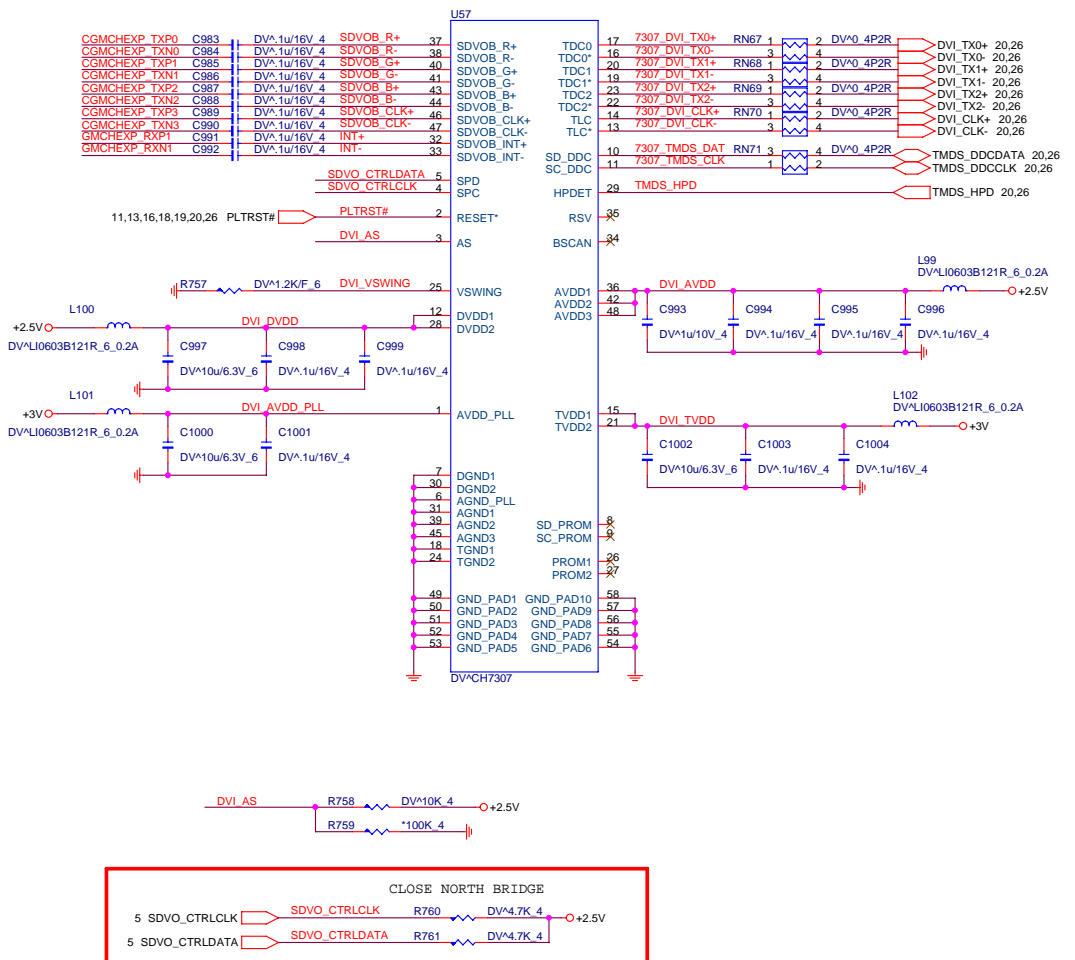 U57
CGMCHEXP_TXP0 C983 DV^.1u/16V_4 SDVOB_R+ 37 SDVOB_R+ TDC0 17 7307_DVI_TX0+ RN67 1 2 DV^0_4P2R DVI_TX0+ 20,26
CGMCHEXP_TXN0 C984 DV^.1u/16V_4 SDVOB_R- 38 SDVOB_R- TDC0* 16 7307_DVI_TX0- 3 4 DVI_TX0- 20,26
CGMCHEXP_TXP1 C985 DV^.1u/16V_4 SDVOB_G+ 40 SDVOB_G+ TDC1 20 7307_DVI_TX1+ RN68 1 2 DV^0_4P2R DVI_TX1+ 20,26
CGMCHEXP_TXN1 C986 DV^.1u/16V_4 SDVOB_G- 41 SDVOB_G- TDC1* 19 7307_DVI_TX1- 3 4 DVI_TX1- 20,26
CGMCHEXP_TXP2 C987 DV^.1u/16V_4 SDVOB_B+ 43 SDVOB_B+ TDC2 23 7307_DVI_TX2+ RN69 1 2 DV^0_4P2R DVI_TX2+ 20,26
CGMCHEXP_TXN2 C988 DV^.1u/16V_4 SDVOB_B- 44 SDVOB_B- TDC2* 22 7307_DVI_TX2- 3 4 DVI_TX2- 20,26
CGMCHEXP_TXP3 C989 DV^.1u/16V_4 SDVOB_CLK+ 46 SDVOB_CLK+ TLC 14 7307_DVI_CLK+ RN70 1 2 DV^0_4P2R DVI_CLK+ 20,26
CGMCHEXP_TXN3 C990 DV^.1u/16V_4 SDVOB_CLK- 47 SDVOB_CLK- TLC* 13 7307_DVI_CLK- 3 4 DVI_CLK- 20,26
GMCHEXP_RXP1 C991 DV^.1u/16V_4 INT+ 32 SDVOB_INT+
GMCHEXP_RXN1 C992 DV^.1u/16V_4 INT- 33 SDVOB_INT- SD_DDC 10 7307_TMDS_DAT RN71 3 4 DV^0_4P2R TMDS_DDCDATA 20,26
SC_DDC 11 7307_TMDS_CLK 1 2 TMDS_DDCCLK 20,26
SDVO_CTRLDATA 5 SPD
SDVO_CTRLCLK 4 SPC HPDET 29 TMDS_HPD TMDS_HPD 20,26
11,13,16,18,19,20,26 PLTRST# PLTRST# 2 RESET* RSV 35
DVI_AS 3 AS BSCAN 34
R757 DV^1.2K/F_6 DVI_VSWING 25 VSWING AVDD1 36 DVI_AVDD L99 DV^LI0603B121R_6_0.2A +2.5V
AVDD2 42
AVDD3 48
C993 C994 C995 C996
DV^1u/10V_4 DV^.1u/16V_4 DV^.1u/16V_4 DV^.1u/16V_4
L100
+2.5V DVI_DVDD 12 DVDD1
28 DVDD2
DV^LI0603B121R_6_0.2A C997 C998 C999
DV^10u/6.3V_6 DV^.1u/16V_4 DV^.1u/16V_4
L101
+3V DVI_AVDD_PLL 1 AVDD_PLL
DV^LI0603B121R_6_0.2A C1000 C1001
DV^10u/6.3V_6 DV^.1u/16V_4
L102
DV^LI0603B121R_6_0.2A
TVDD1 15
TVDD2 21 DVI_TVDD +3V
C1002 C1003 C1004
DV^10u/6.3V_6 DV^.1u/16V_4 DV^.1u/16V_4
7 DGND1
30 DGND2
6 AGND_PLL
31 AGND1
39 AGND2 SD_PROM 8
45 AGND3 SC_PROM 9
18 TGND1
24 TGND2 PROM1 26
PROM2 27
49 GND_PAD1 GND_PAD10 58
50 GND_PAD2 GND_PAD9 57
51 GND_PAD3 GND_PAD8 56
52 GND_PAD4 GND_PAD7 55
53 GND_PAD5 GND_PAD6 54
DV^CH7307
DVI_AS R758 DV^10K_4 +2.5V
R759 *100K_4
CLOSE NORTH BRIDGE
5 SDVO_CTRLCLK SDVO_CTRLCLK R760 DV^4.7K_4 +2.5V
5 SDVO_CTRLDATA SDVO_CTRLDATA R761 DV^4.7K_4